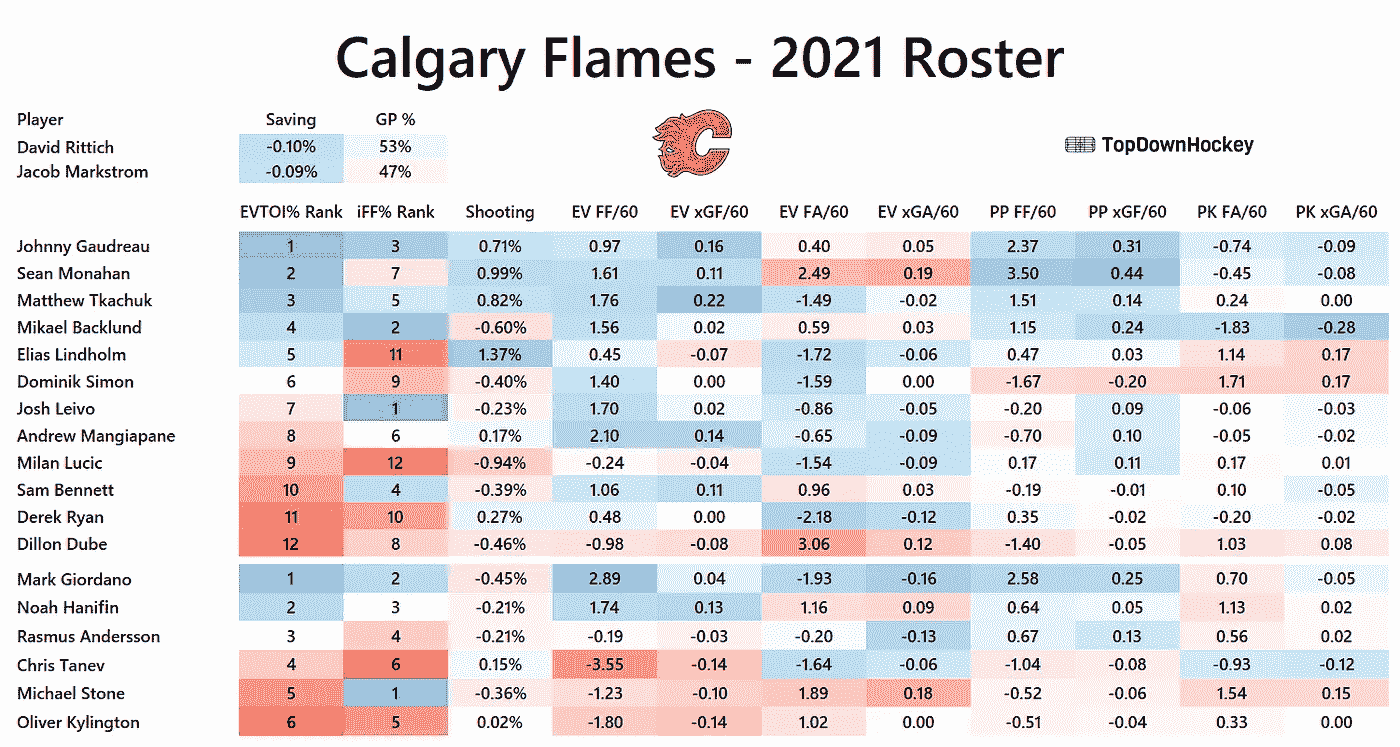 Calgary Flames - 2021 Roster
Player Saving GP %
David Rittich -0.10% 53%
TopDownHockey
Jacob Markstrom -0.09% 47%
EVTOI% Rank iFF% Rank Shooting EV FF/60 EV xGF/60 EV FA/60 EV xGA/60 PP FF/60 PP xGF/60 PK FA/60 PK xGA/60
Johnny Gaudreau 1 3 0.71% 0.97 0.16 0.40 0.05 2.37 0.31 -0.74 -0.09
Sean Monahan 2 7 0.99% 1.61 0.11 2.49 0.19 3.50 0.44 -0.45 -0.08
Matthew Tkachuk 3 5 0.82% 1.76 0.22 -1.49 -0.02 1.51 0.14 0.24 0.00
Mikael Backlund 4 2 -0.60% 1.56 0.02 0.59 0.03 1.15 0.24 -1.83 -0.28
Elias Lindholm 5 11 1.37% 0.45 -0.07 -1.72 -0.06 0.47 0.03 1.14 0.17
Dominik Simon 6 9 -0.40% 1.40 0.00 -1.59 0.00 -1.67 -0.20 1.71 0.17
Josh Leivo 7 1 -0.23% 1.70 0.02 -0.86 -0.05 -0.20 0.09 -0.06 -0.03
Andrew Mangiapane 8 6 0.17% 2.10 0.14 -0.65 -0.09 -0.70 0.10 -0.05 -0.02
Milan Lucic 9 12 -0.94% -0.24 -0.04 -1.54 -0.09 0.17 0.11 0.17 0.01
Sam Bennett 10 4 -0.39% 1.06 0.11 0.96 0.03 -0.19 -0.01 0.10 -0.05
Derek Ryan 11 10 0.27% 0.48 0.00 -2.18 -0.12 0.35 -0.02 -0.20 -0.02
Dillon Dube 12 8 -0.46% -0.98 -0.08 3.06 0.12 -1.40 -0.05 1.03 0.08
Mark Giordano 1 2 -0.45% 2.89 0.04 -1.93 -0.16 2.58 0.25 0.70 -0.05
Noah Hanifin 2 3 -0.21% 1.74 0.13 1.16 0.09 0.64 0.05 1.13 0.02
Rasmus Andersson 3 4 -0.21% -0.19 -0.03 -0.20 -0.13 0.67 0.13 0.56 0.02
Chris Tanev 4 6 0.15% -3.55 -0.14 -1.64 -0.06 -1.04 -0.08 -0.93 -0.12
Michael Stone 5 1 -0.36% -1.23 -0.10 1.89 0.18 -0.52 -0.06 1.54 0.15
Oliver Kylington 6 5 0.02% -1.80 -0.14 1.02 0.00 -0.51 -0.04 0.33 0.00